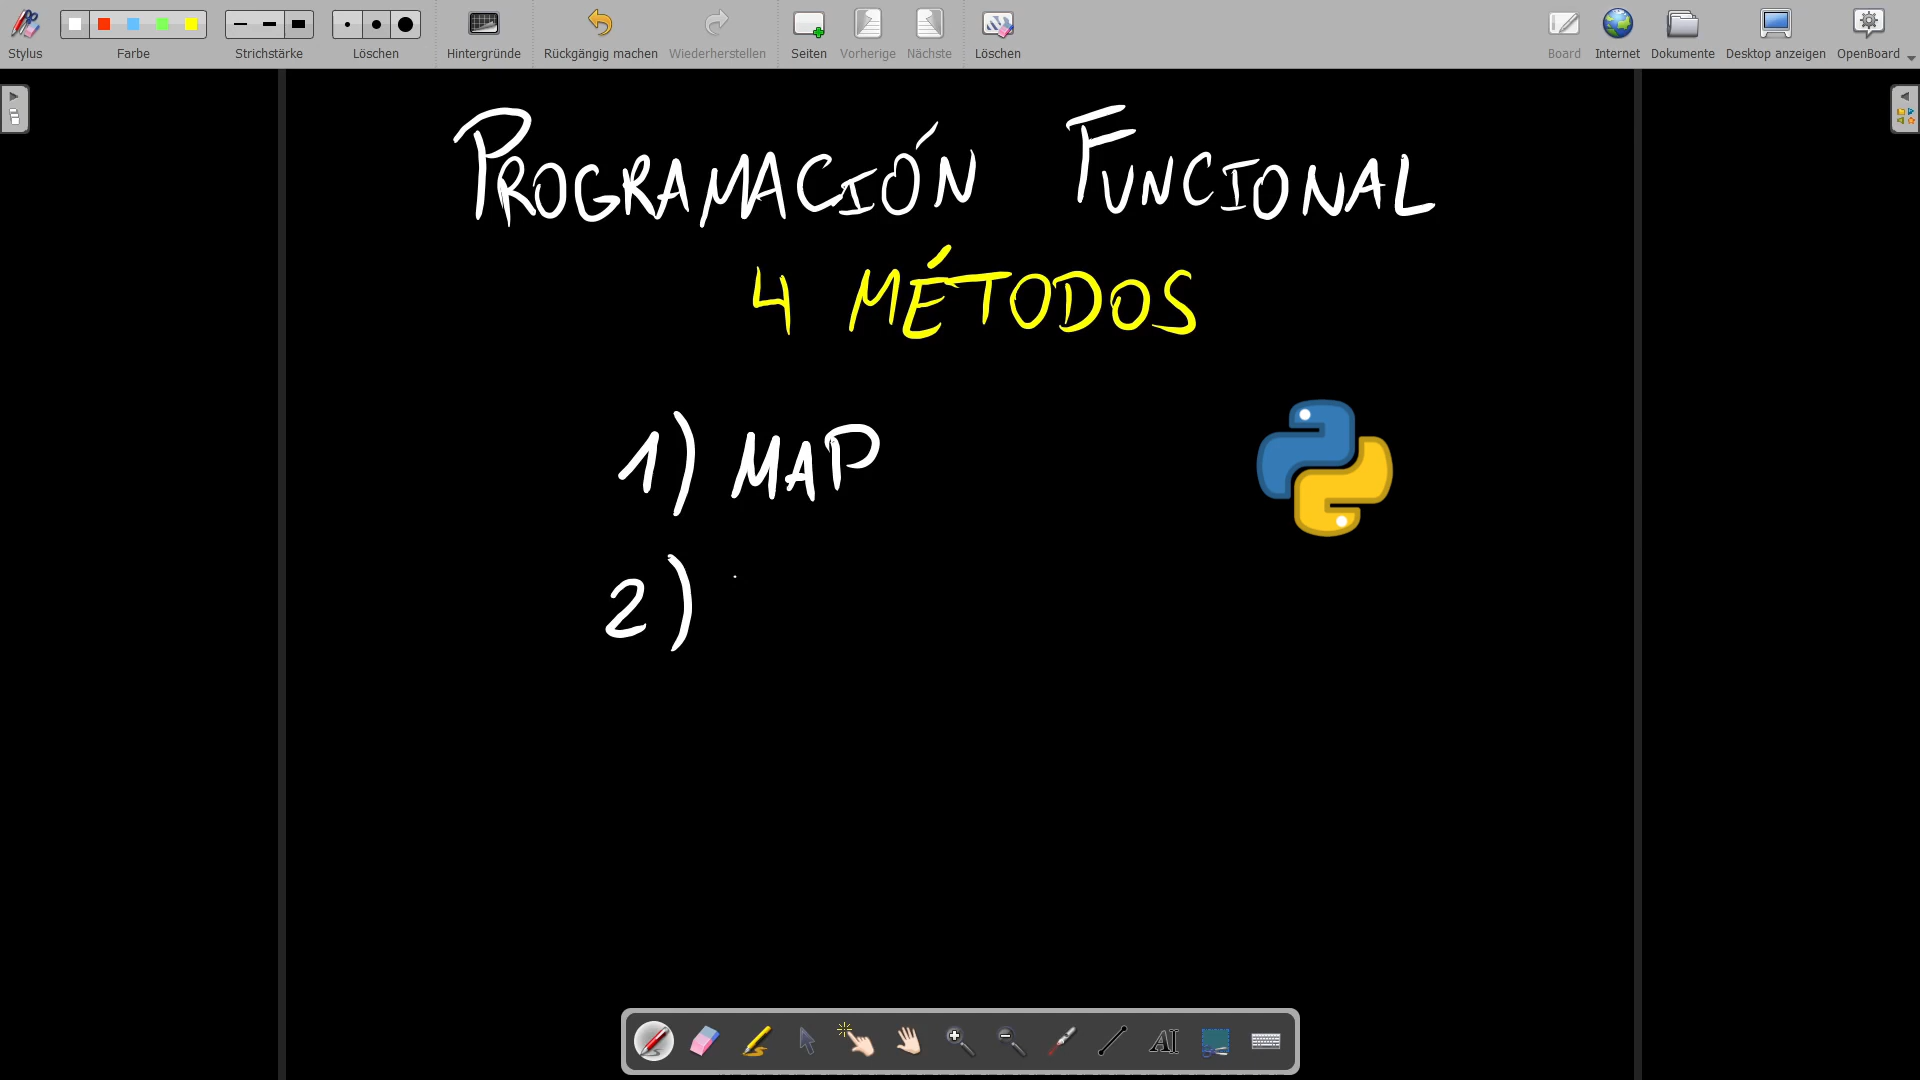 Stylus Farbe Strichstärke Löschen Hintergründe Rückgängig machen Wiederherstellen Seiten Vorherige Nächste Löschen Board Internet Dokumente Desktop anzeigen OpenBoard
PROGRAMACIÓN FUNCIONAL
4 MÉTODOS
1) MAP
2)
AI